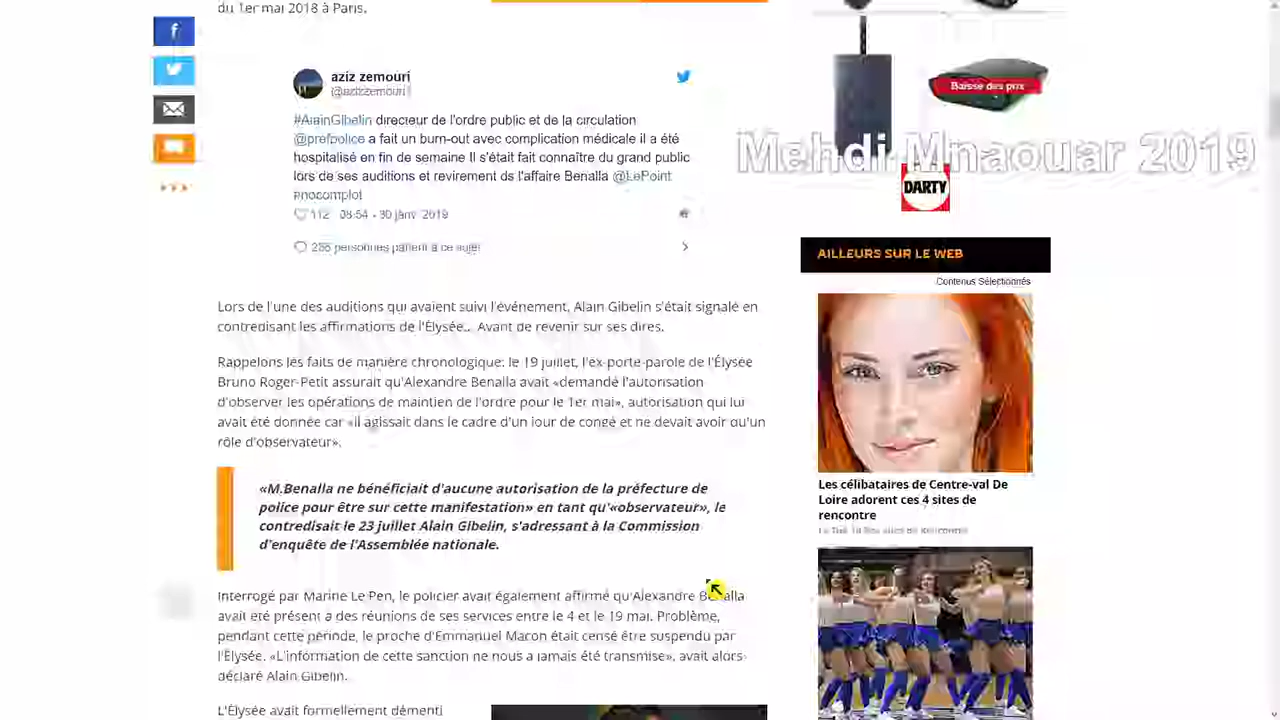 du 1er mai 2018 à Paris.
aziz zemouri
@azizzemouri
#AlainGibelin directeur de l'ordre public et de la circulation
@prefpolice a fait un burn-out avec complication médicale il a été
hospitalisé en fin de semaine Il s'était fait connaître du grand public
lors de ses auditions et revirement ds l'affaire Benalla @LePoint
#nocomplot
112 08:54 - 30 janv. 2019
255 personnes parlent à ce sujet
Lors de l'une des auditions qui avaient suivi l'événement, Alain Gibelin s'était signalé en
contredisant les affirmations de l'Élysée... Avant de revenir sur ses dires.
Rappelons les faits de manière chronologique: le 19 juillet, l'ex-porte-parole de l'Élysée
Bruno Roger-Petit assurait qu'Alexandre Benalla avait «demandé l'autorisation
d'observer les opérations de maintien de l'ordre pour le 1er mai», autorisation qui lui
avait été donnée car «il agissait dans le cadre d'un jour de congé et ne devait avoir qu'un
rôle d'observateur».
«M.Benalla ne bénéficiait d'aucune autorisation de la préfecture de
police pour être sur cette manifestation» en tant qu'«observateur», le
contredisait le 23 juillet Alain Gibelin, s'adressant à la Commission
d'enquête de l'Assemblée nationale.
Interrogé par Marine Le Pen, le policier avait également affirmé qu'Alexandre Benalla
avait été présent à des réunions de ses services entre le 4 et le 19 mai. Problème,
pendant cette période, le proche d'Emmanuel Macon était censé être suspendu par
l'Élysée. «L'information de cette sanction ne nous a jamais été transmise», avait alors
déclaré Alain Gibelin.
L'Élysée avait formellement démenti
Baisse des prix
Mehdi Mnaouar 2019
DARTY
AILLEURS SUR LE WEB
Contenus Sélectionnés
Les célibataires de Centre-val De
Loire adorent ces 4 sites de
rencontre